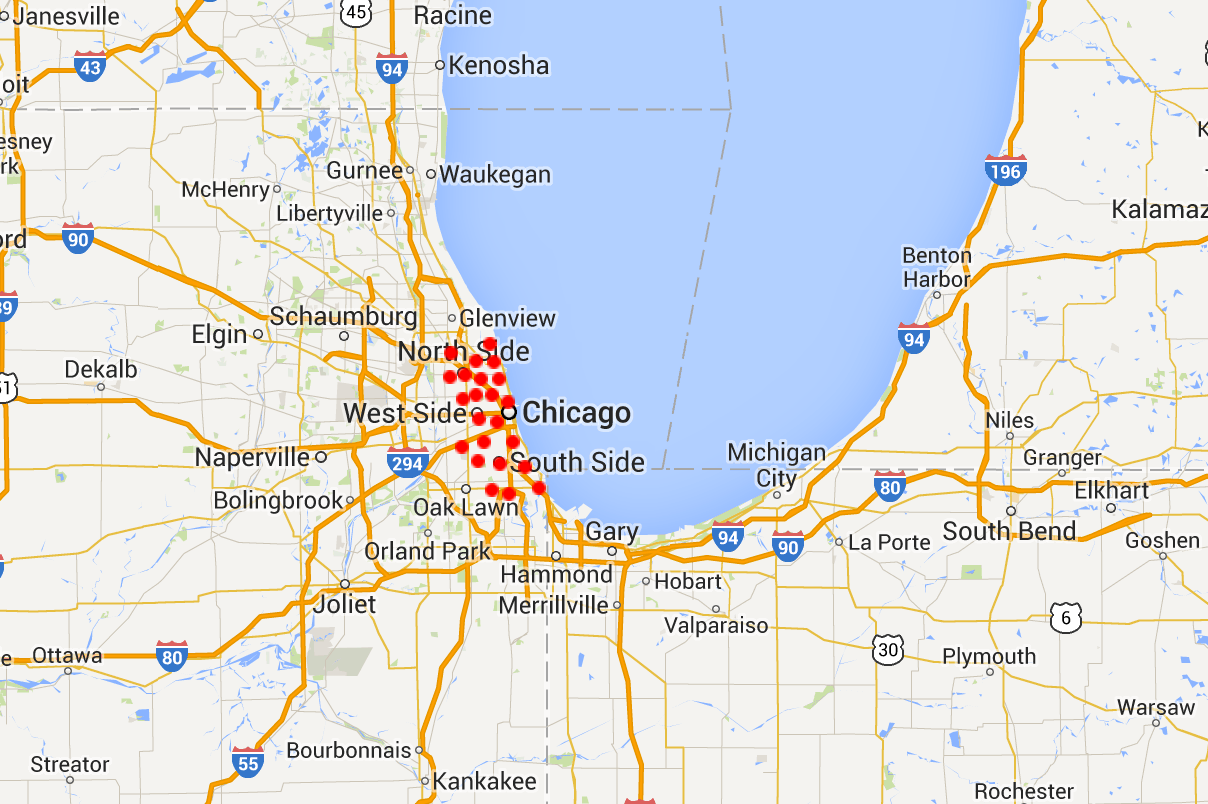 45
Racine
Janesville
43
94
Kenosha
oit
esney
rk
Gurnee
Waukegan
196
McHenry
Libertyville
Kalamaz
ord
90
Benton
Harbor
39
Schaumburg
Glenview
Elgin
94
North Side
Dekalb
51
West Side
Chicago
Niles
Michigan
City
Naperville
294
South Side
Granger
80
Elkhart
Bolingbrook
Oak Lawn
South Bend
Gary
94
90
La Porte
Goshen
Orland Park
Hammond
Hobart
Joliet
Merrillville
Valparaiso
6
30
e
Ottawa
80
Plymouth
Warsaw
Bourbonnais
55
Streator
Kankakee
Rochester